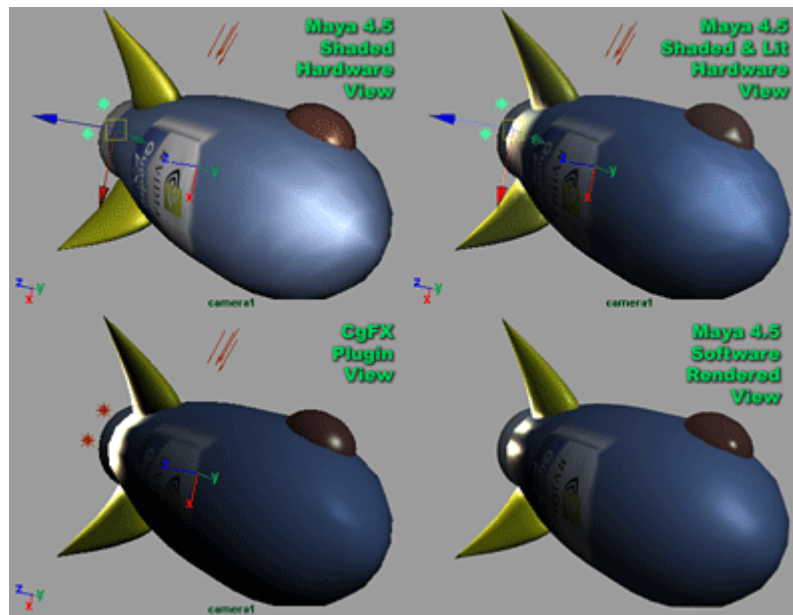 Maya 4.5
Shaded
Hardware
View
Maya 4.5
Shaded & Lit
Hardware
View
z
y
x
z
y
x
z
y
x
z
y
x
camera1
camera1
CgFX
Plugin
View
Maya 4.5
Software
Rendered
View
z
y
x
z
y
x
camera1